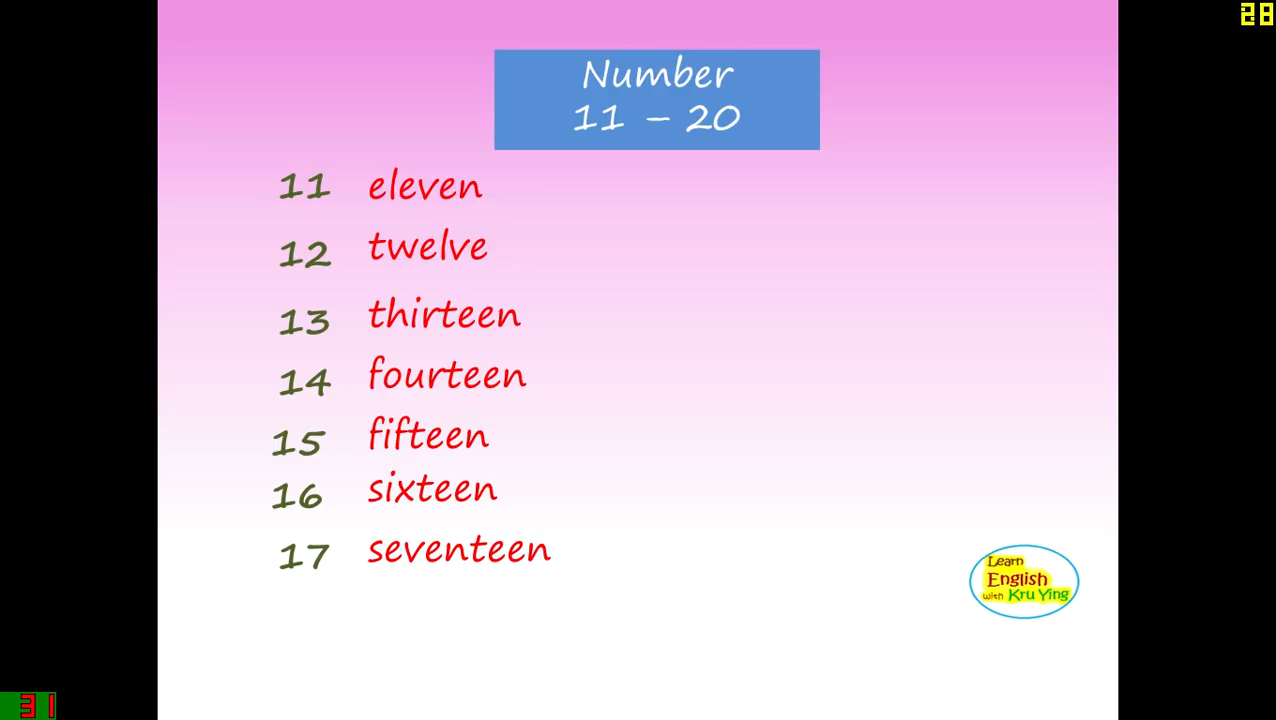 28
Number
11 – 20
11 eleven
12 twelve
13 thirteen
14 fourteen
15 fifteen
16 sixteen
17 seventeen
Learn
English
with Kru Ying
31